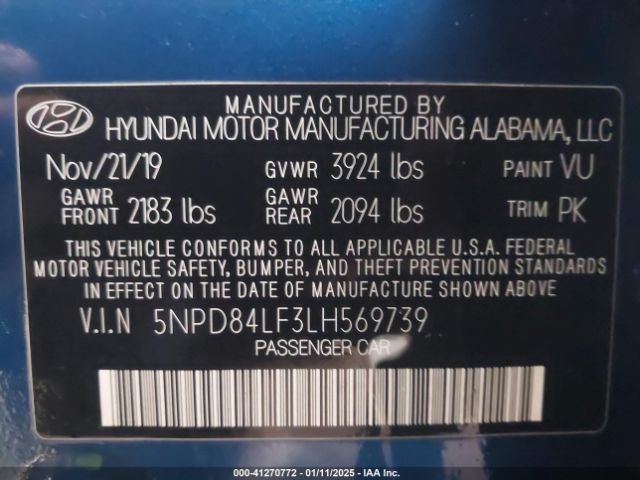 MANUFACTURED BY
HYUNDAI MOTOR MANUFACTURING ALABAMA, LLC
Nov/21/19 GVWR 3924 lbs PAINT VU
GAWR FRONT 2183 lbs GAWR REAR 2094 lbs TRIM PK
THIS VEHICLE CONFORMS TO ALL APPLICABLE U.S.A. FEDERAL
MOTOR VEHICLE SAFETY, BUMPER, AND THEFT PREVENTION STANDARDS
IN EFFECT ON THE DATE OF MANUFACTURE SHOWN ABOVE
V.I.N 5NPD84LF3LH569739
PASSENGER CAR
000-41270772 - 01/11/2025 - IAA Inc.